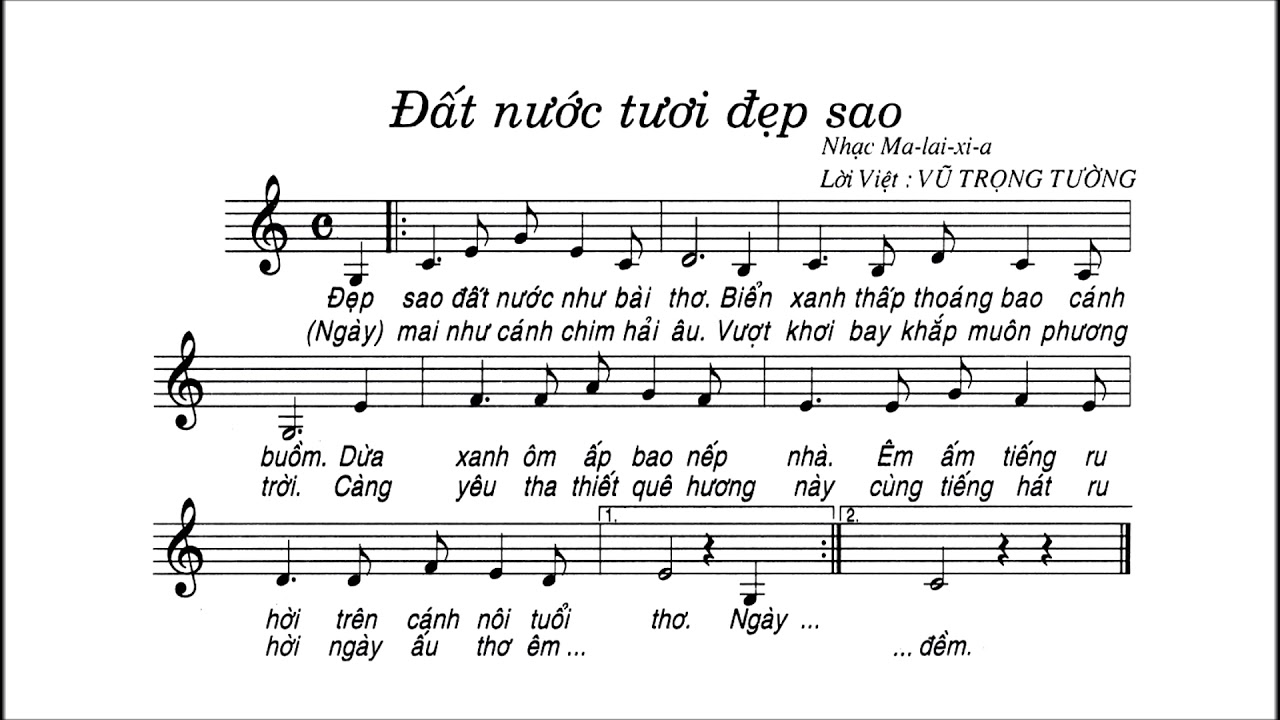 Đất nước tươi đẹp sao
Nhạc Ma-lai-xi-a
Lời Việt : VŨ TRỌNG TƯỜNG
Đẹp sao đất nước như bài thơ. Biển xanh thấp thoáng bao cánh
(Ngày) mai như cánh chim hải âu. Vượt khơi bay khắp muôn phương
buồm. Dừa xanh ôm ấp bao nếp nhà. Êm ấm tiếng ru
trời. Càng yêu tha thiết quê hương này cùng tiếng hát ru
1. 2.
hời trên cánh nôi tuổi thơ. Ngày ...
hời ngày ấu thơ êm ... ... đềm.